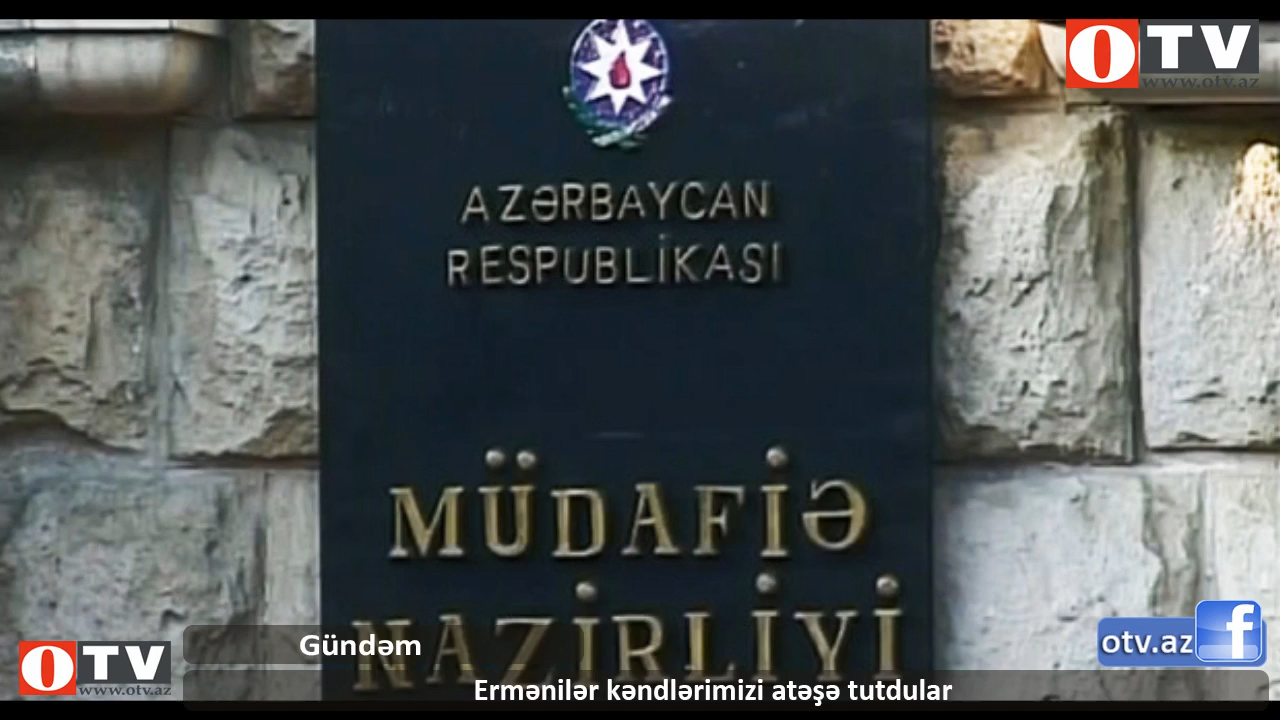 OTV
www.otv.az
AZƏRBAYCAN
RESPUBLİKASI
MÜDAFİƏ
NAZİRLİYİ
OTV
www.otv.az
Gündəm
otv.az f
Ermənilər kəndlərimizi atəşə tutdular